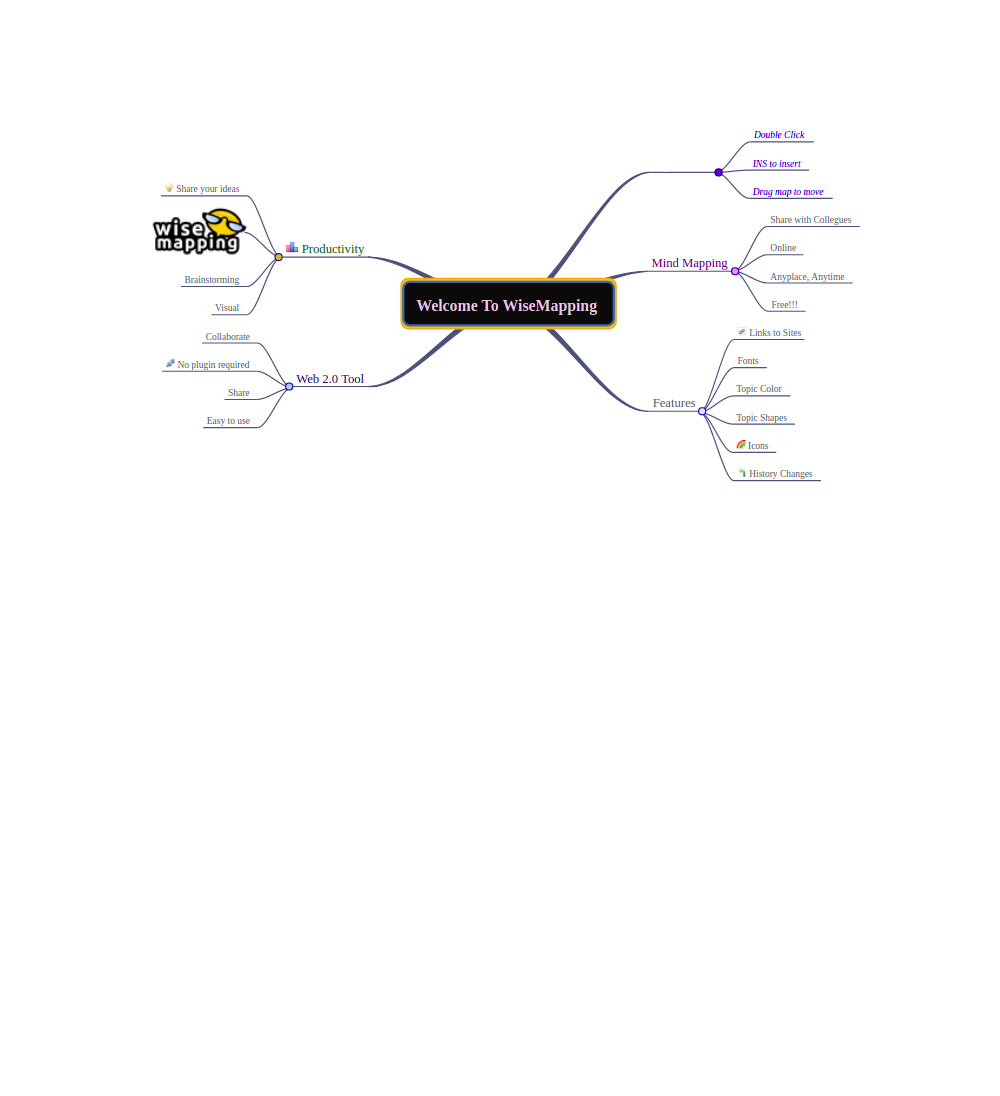 Welcome To WiseMapping
Double Click
INS to insert
Drag map to move
Mind Mapping
Share with Collegues
Online
Anyplace, Anytime
Free!!!
Features
Links to Sites
Fonts
Topic Color
Topic Shapes
Icons
History Changes
Productivity
Share your ideas
wise
mapping
Brainstorming
Visual
Web 2.0 Tool
Collaborate
No plugin required
Share
Easy to use